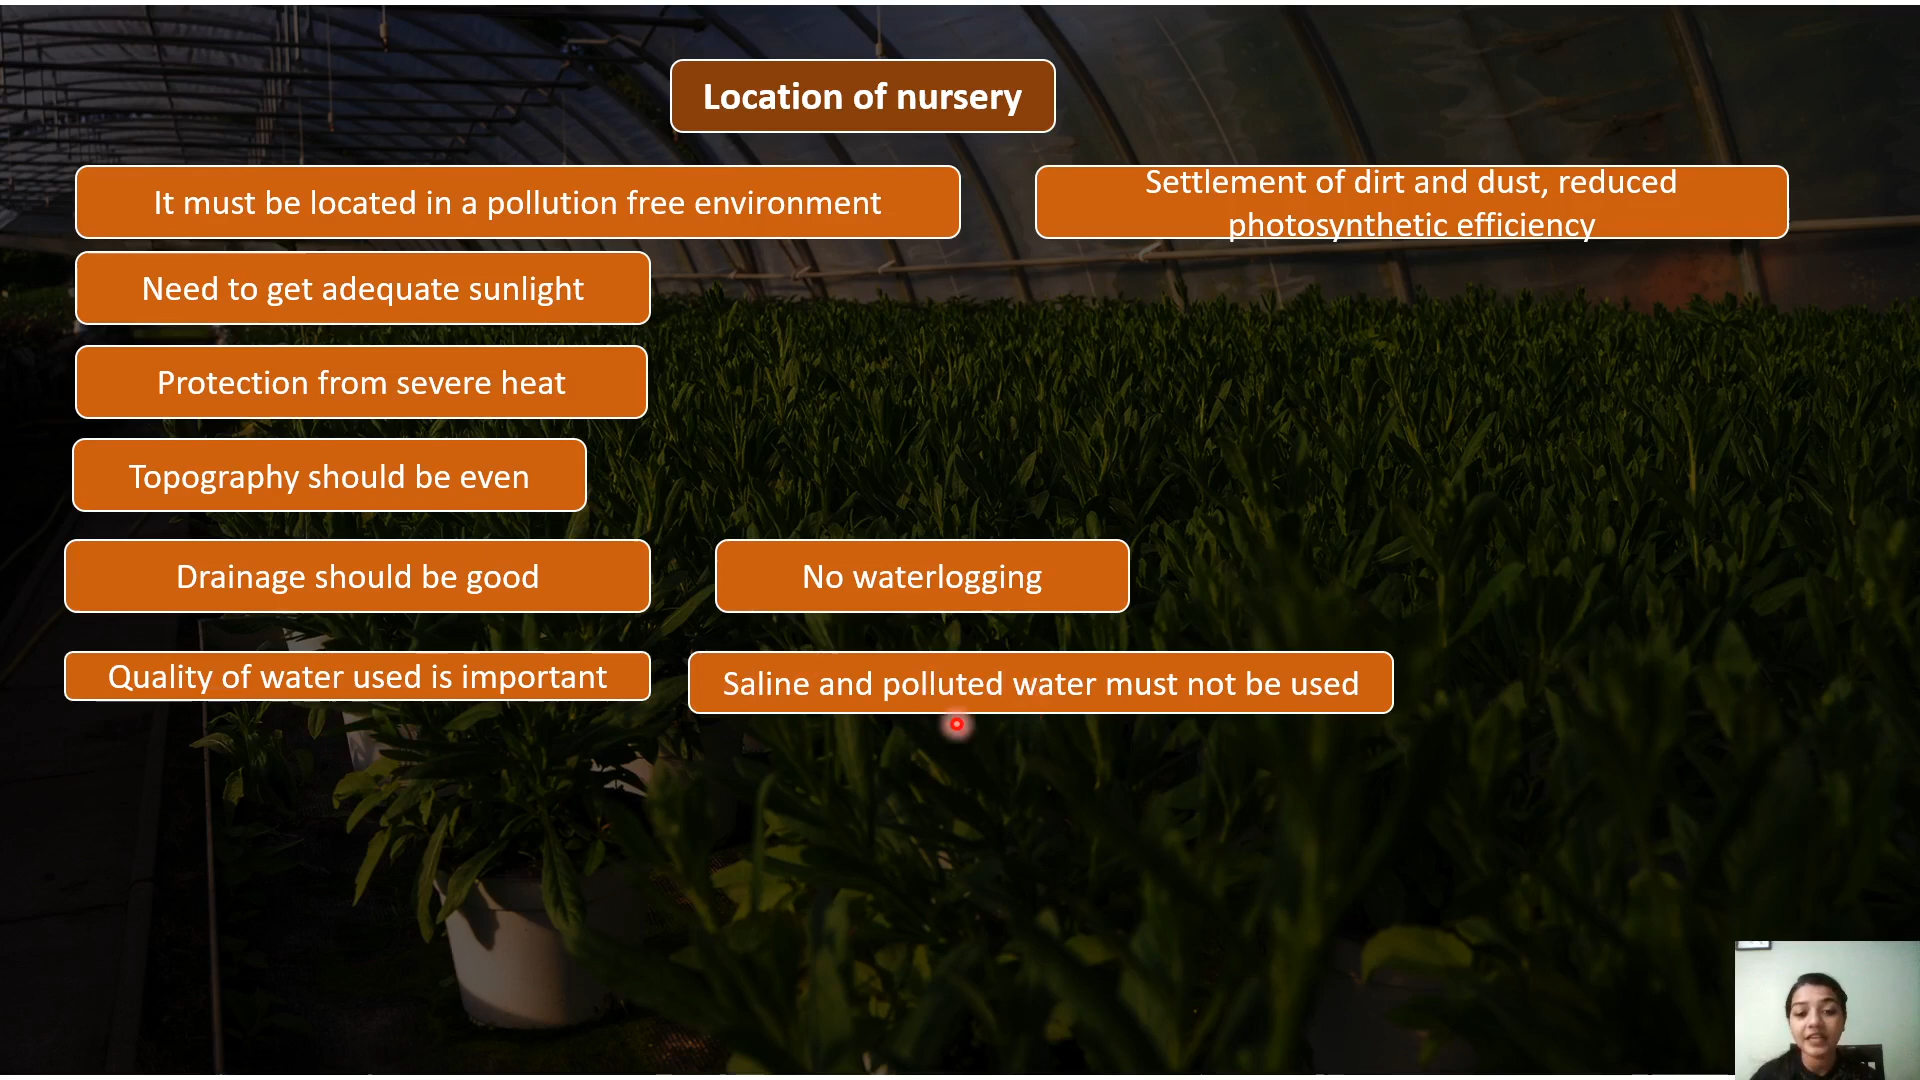 Location of nursery
It must be located in a pollution free environment
Settlement of dirt and dust, reduced
photosynthetic efficiency
Need to get adequate sunlight
Protection from severe heat
Topography should be even
Drainage should be good
No waterlogging
Quality of water used is important
Saline and polluted water must not be used